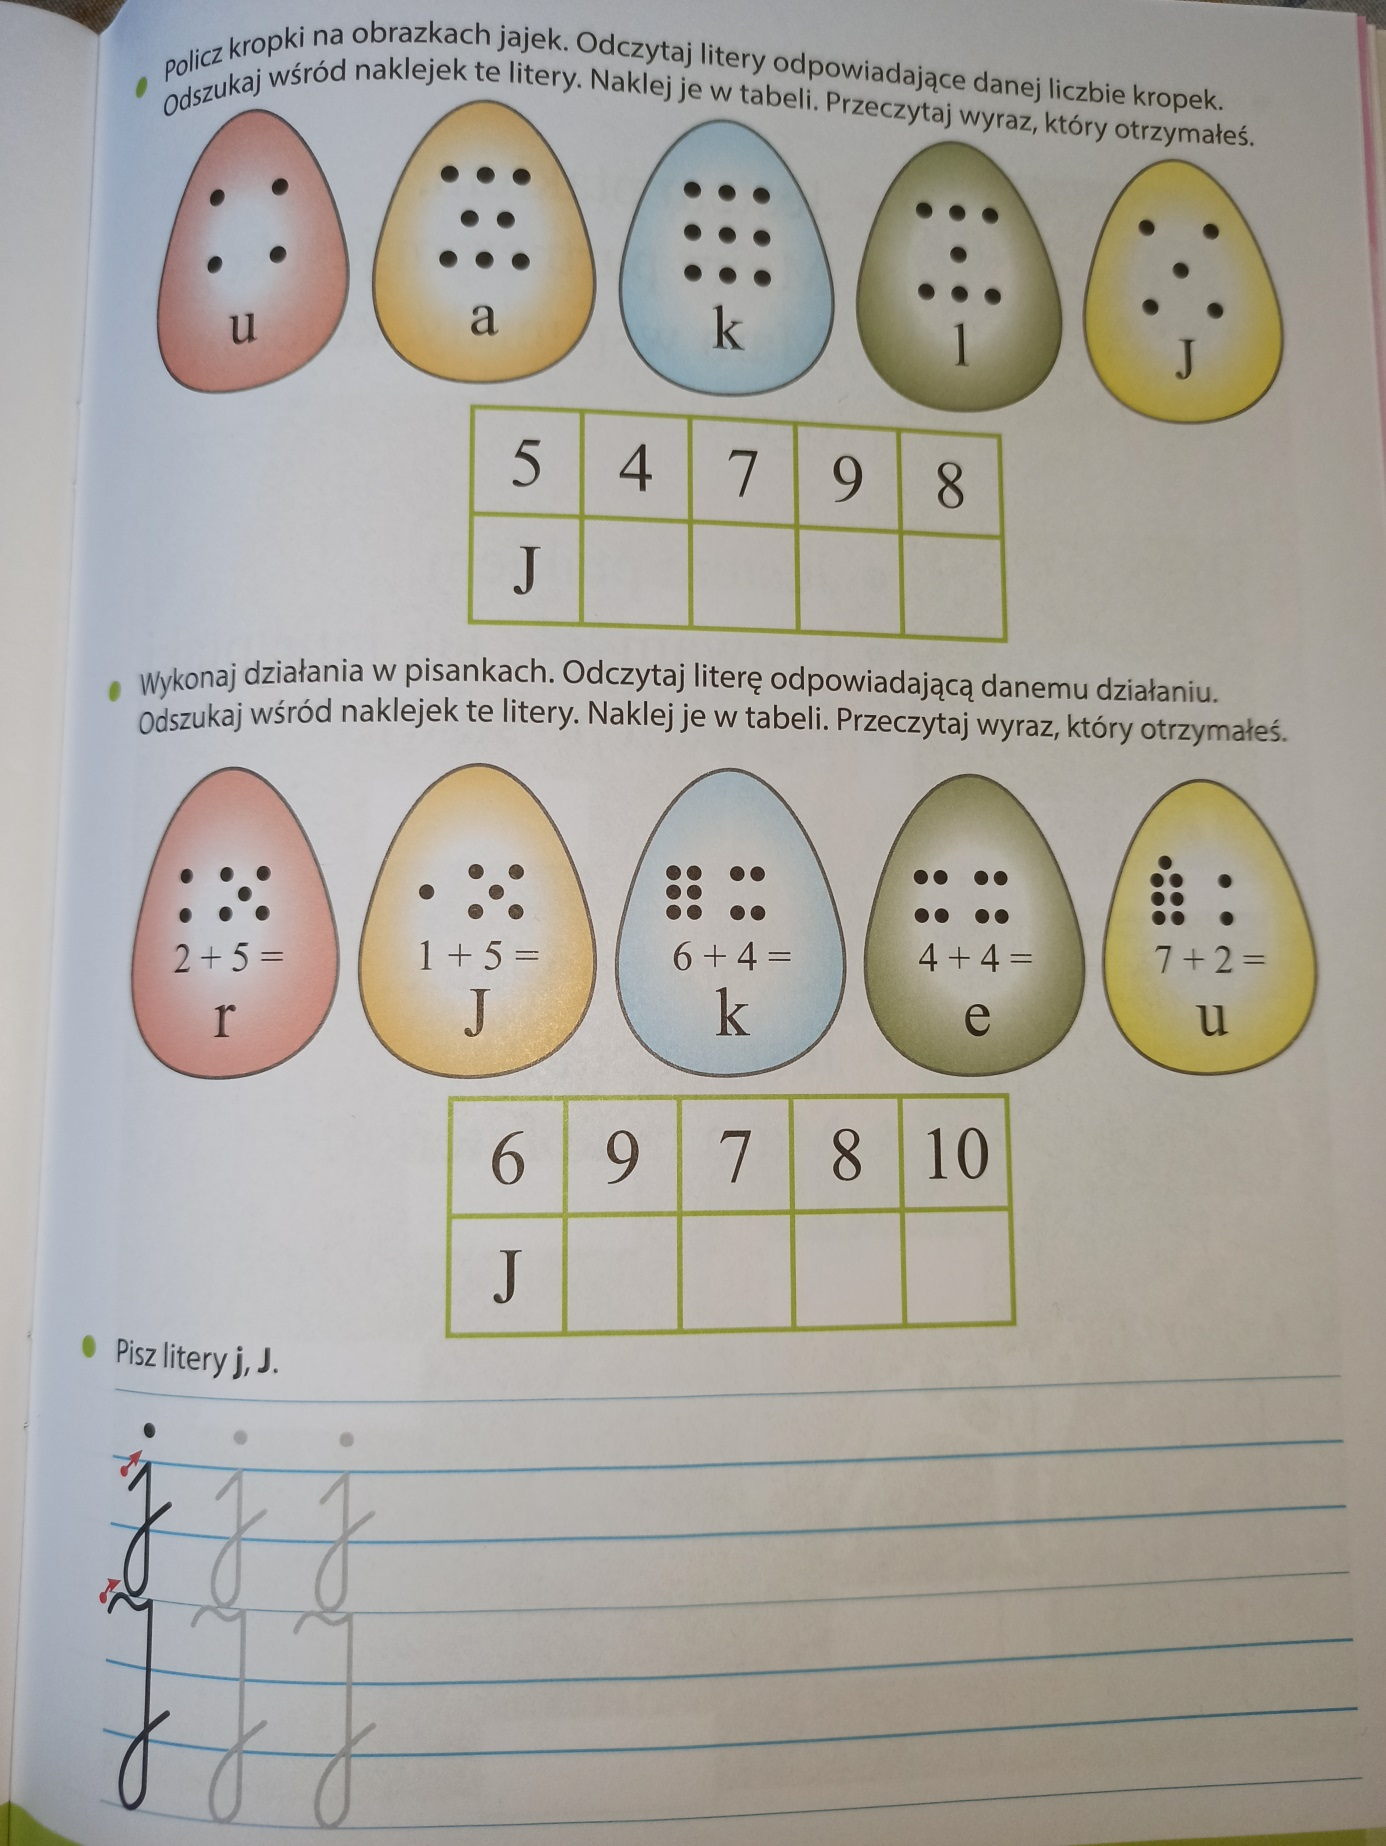 Policz kropki na obrazkach jajek. Odczytaj litery odpowiadające danej liczbie kropek.
Odszukaj wśród naklejek te litery. Naklej je w tabeli. Przeczytaj wyraz, który otrzymałeś.
u a k l J
5 4 7 9 8
J
Wykonaj działania w pisankach. Odczytaj literę odpowiadającą danemu działaniu.
Odszukaj wśród naklejek te litery. Naklej je w tabeli. Przeczytaj wyraz, który otrzymałeś.
2 + 5 = 1 + 5 = 6 + 4 = 4 + 4 = 7 + 2 =
r J k e u
6 9 7 8 10
J
Pisz litery j, J.
j j j
J J J